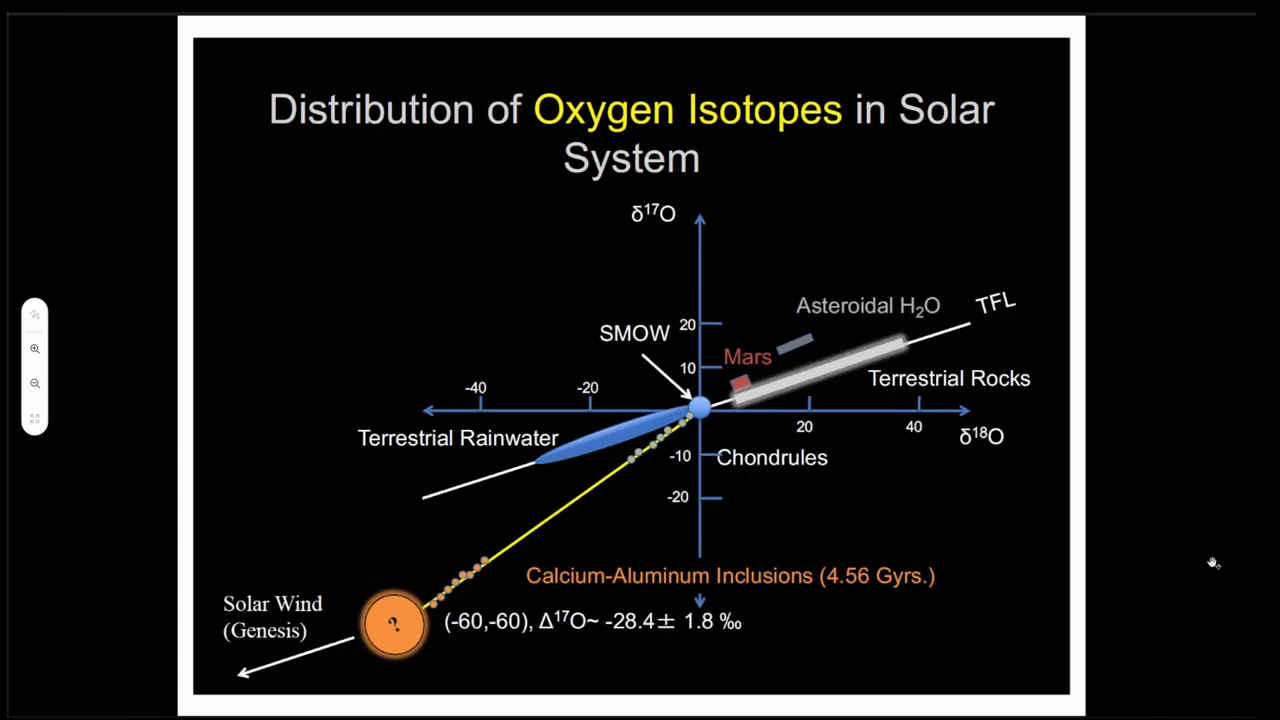 Distribution of Oxygen Isotopes in Solar
System
δ¹⁷O
Asteroidal H₂O
TFL
SMOW
20
Mars
10
Terrestrial Rocks
-40
-20
20
40
δ¹⁸O
Terrestrial Rainwater
-10
Chondrules
-20
Calcium-Aluminum Inclusions (4.56 Gyrs.)
Solar Wind
(Genesis)
?
(-60,-60), Δ¹⁷O~ -28.4± 1.8 ‰